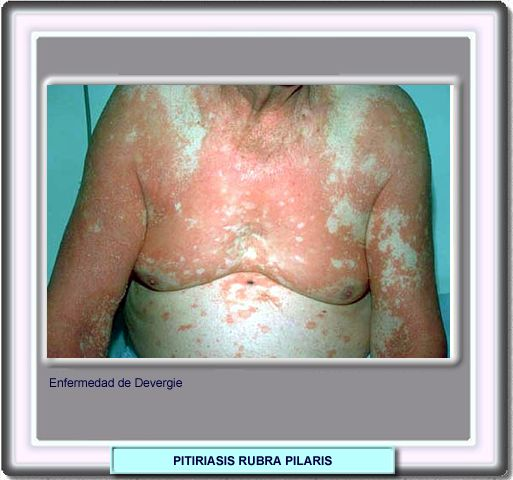 Enfermedad de Devergie
PITIRIASIS RUBRA PILARIS